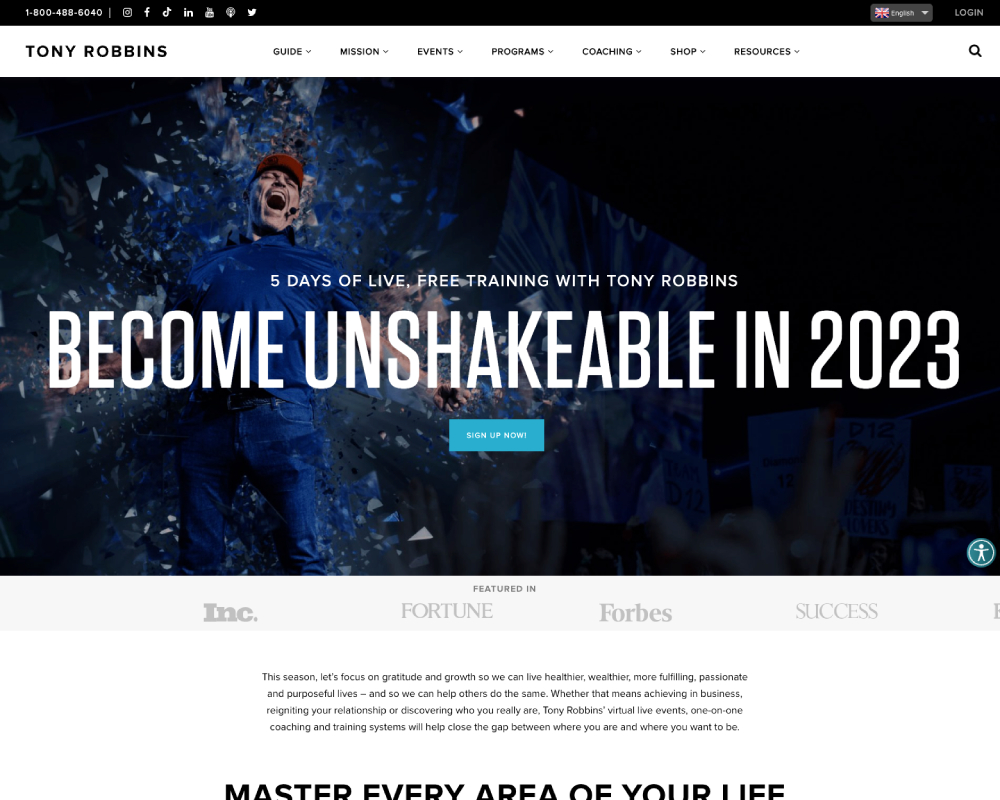 1-800-488-6040 |
English
LOGIN
TONY ROBBINS
GUIDE
MISSION
EVENTS
PROGRAMS
COACHING
SHOP
RESOURCES
5 DAYS OF LIVE, FREE TRAINING WITH TONY ROBBINS
BECOME UNSHAKEABLE IN 2023
SIGN UP NOW!
D12
D 12
FEATURED IN
Inc.
FORTUNE
Forbes
SUCCESS
This season, let's focus on gratitude and growth so we can live healthier, wealthier, more fulfilling, passionate
and purposeful lives – and so we can help others do the same. Whether that means achieving in business,
reigniting your relationship or discovering who you really are, Tony Robbins' virtual live events, one-on-one
coaching and training systems will help close the gap between where you are and where you want to be.
MASTER EVERY AREA OF YOUR LIFE